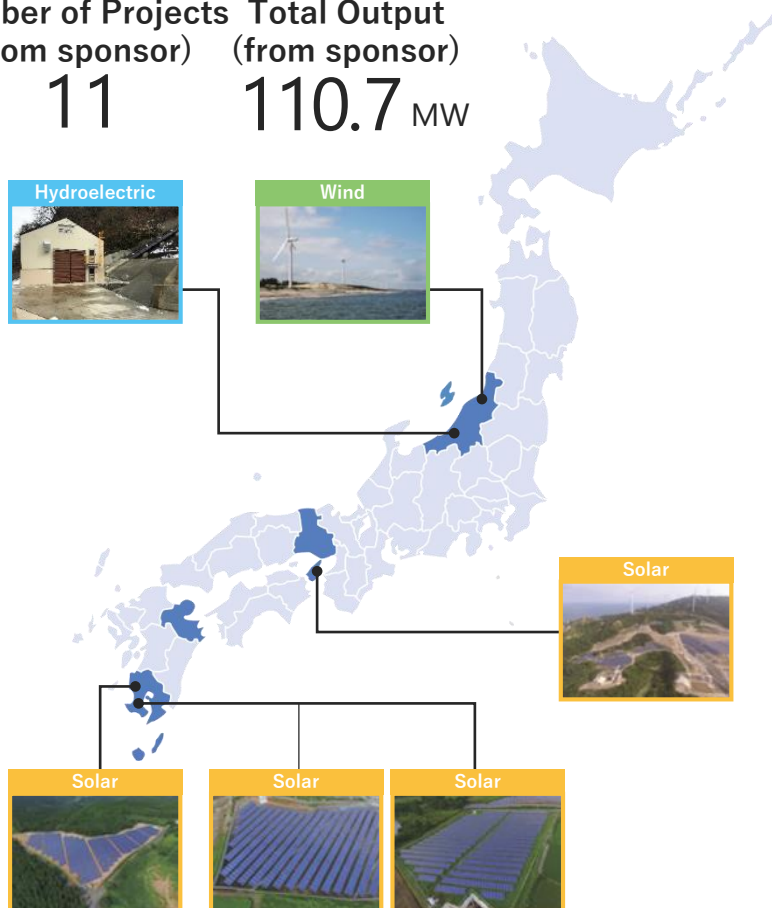 ber of Projects Total Output
om sponsor) (from sponsor)
11 110.7 MW
Hydroelectric Wind
Solar
Solar Solar Solar